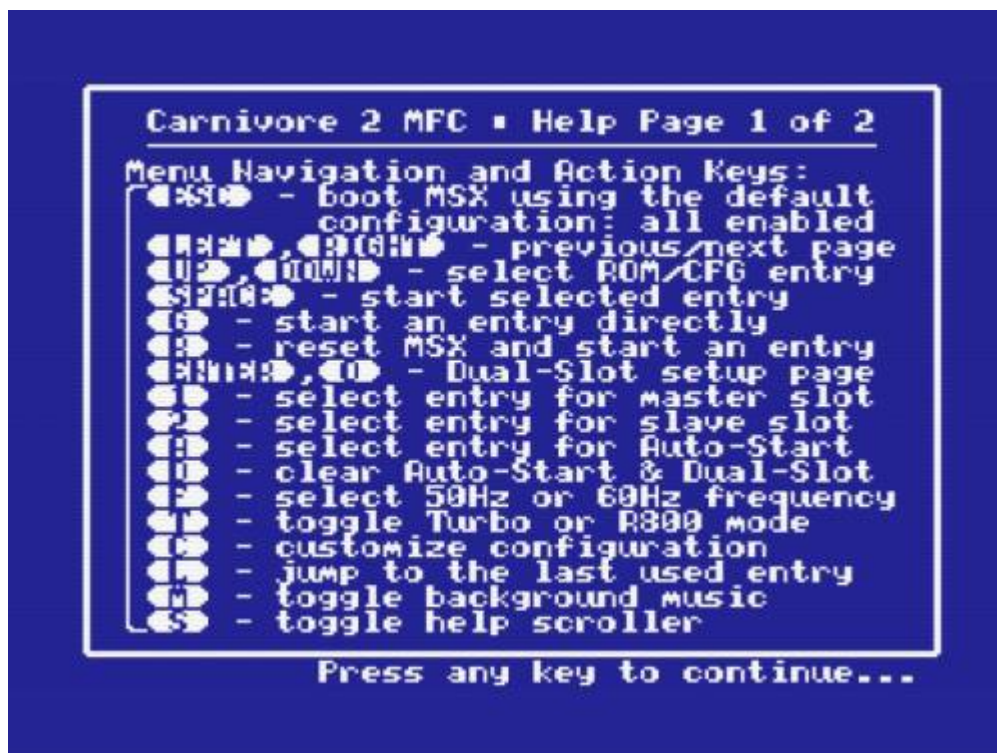 Carnivore 2 MFC ▪ Help Page 1 of 2
Menu Navigation and Action Keys:
ESC - boot MSX using the default
configuration: all enabled
LEFT,RIGHT - previous/next page
UP,DOWN - select ROM/CFG entry
SPACE - start selected entry
G - start an entry directly
R - reset MSX and start an entry
ENTER,0 - Dual-Slot setup page
1 - select entry for master slot
2 - select entry for slave slot
A - select entry for Auto-Start
D - clear Auto-Start & Dual-Slot
F - select 50Hz or 60Hz frequency
T - toggle Turbo or R800 mode
C - customize configuration
L - jump to the last used entry
M - toggle background music
S - toggle help scroller
Press any key to continue...